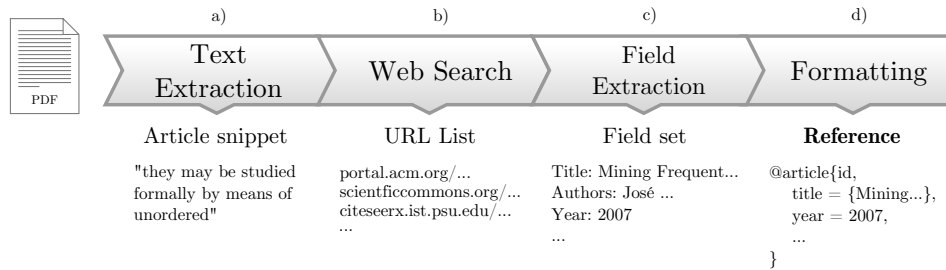 a)
b)
c)
d)
PDF
Text
Extraction
Web Search
Field
Extraction
Formatting
Article snippet
URL List
Field set
Reference
"they may be studied
formally by means of
unordered"
portal.acm.org/...
scientficcommons.org/...
citeseerx.ist.psu.edu/...
...
Title: Mining Frequent...
Authors: José ...
Year: 2007
...
@article{id,
title = {Mining...},
year = 2007,
...
}